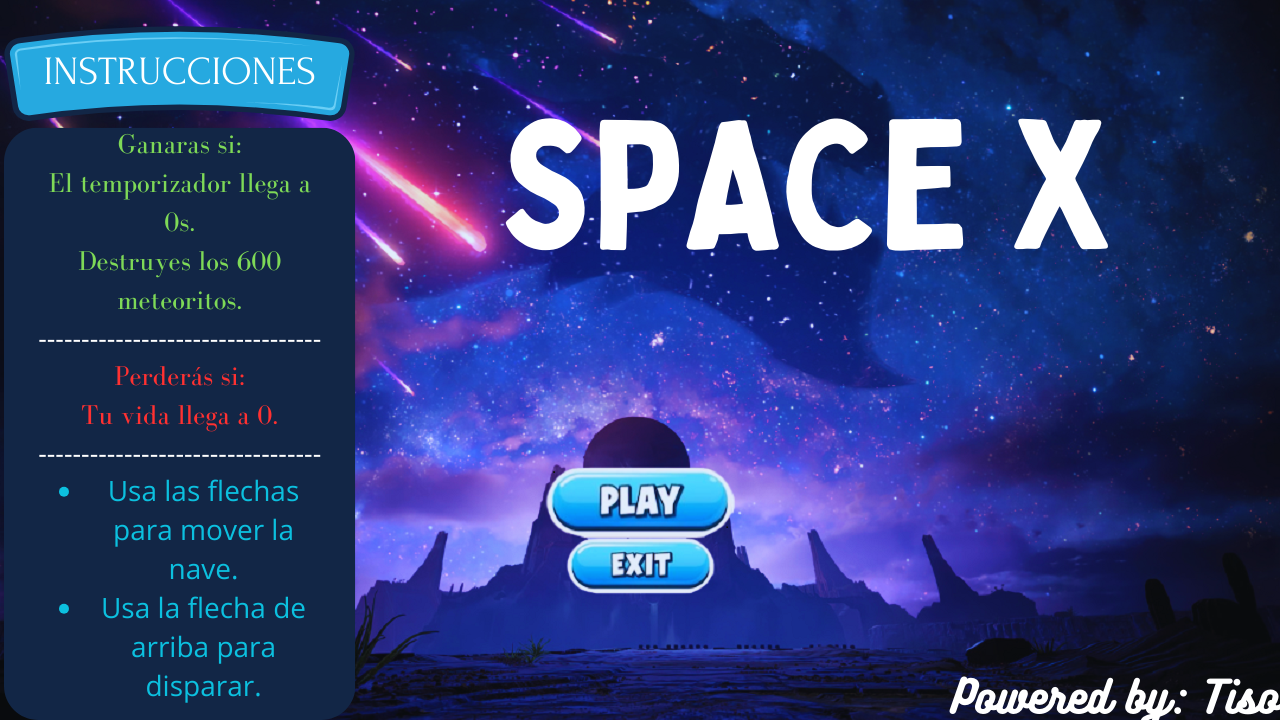 INSTRUCCIONES
Ganaras si:
El temporizador llega a
0s.
Destruyes los 600
meteoritos.
---------------------------------
Perderás si:
Tu vida llega a 0.
---------------------------------
• Usa las flechas
para mover la
nave.
• Usa la flecha de
arriba para
disparar.
SPACE X
PLAY
EXIT
Powered by: Tiso